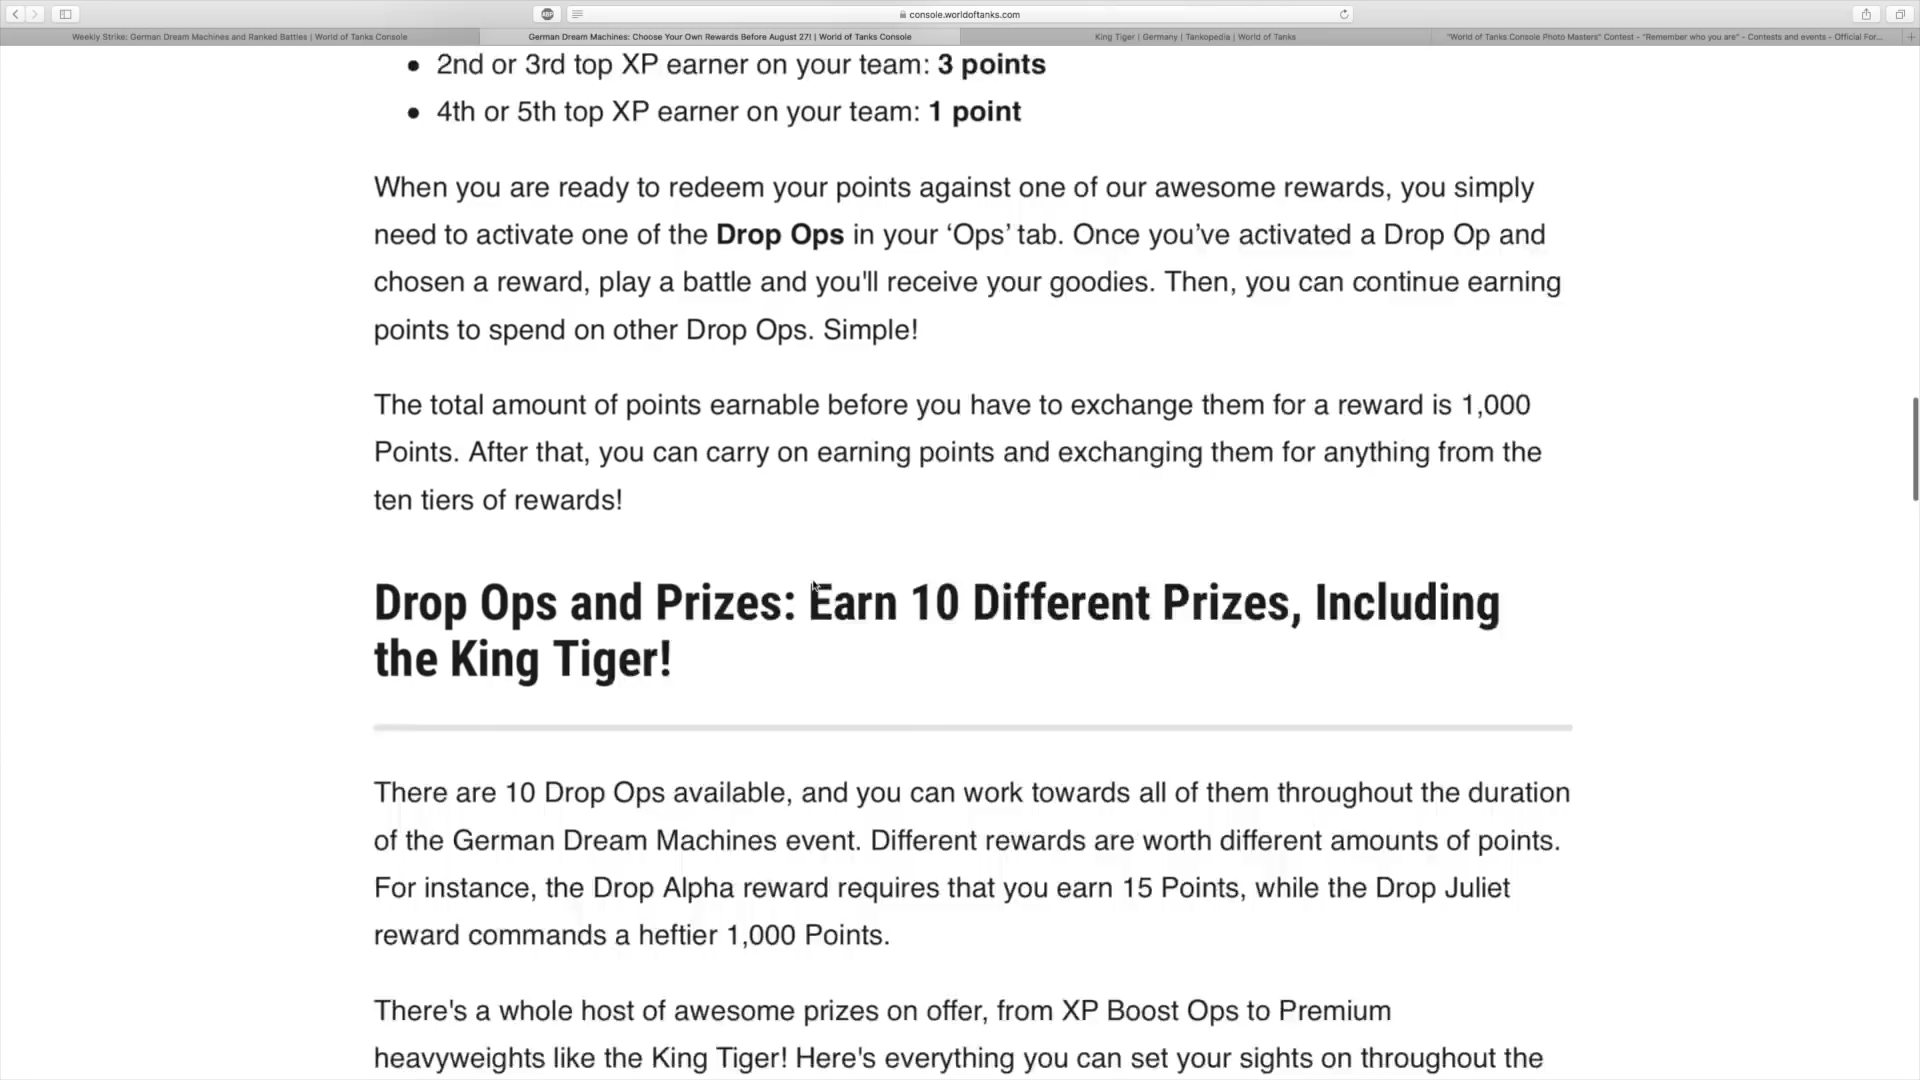 console.worldoftanks.com
Weekly Strike: German Dream Machines and Ranked Battles | World of Tanks Console
German Dream Machines: Choose Your Own Rewards Before August 27! | World of Tanks Console
King Tiger | Germany | Tankopedia | World of Tanks
"World of Tanks Console Photo Masters" Contest - "Remember who you are" - Contests and events - Official For...
• 2nd or 3rd top XP earner on your team: 3 points
• 4th or 5th top XP earner on your team: 1 point
When you are ready to redeem your points against one of our awesome rewards, you simply
need to activate one of the Drop Ops in your ‘Ops’ tab. Once you’ve activated a Drop Op and
chosen a reward, play a battle and you'll receive your goodies. Then, you can continue earning
points to spend on other Drop Ops. Simple!
The total amount of points earnable before you have to exchange them for a reward is 1,000
Points. After that, you can carry on earning points and exchanging them for anything from the
ten tiers of rewards!
Drop Ops and Prizes: Earn 10 Different Prizes, Including
the King Tiger!
There are 10 Drop Ops available, and you can work towards all of them throughout the duration
of the German Dream Machines event. Different rewards are worth different amounts of points.
For instance, the Drop Alpha reward requires that you earn 15 Points, while the Drop Juliet
reward commands a heftier 1,000 Points.
There's a whole host of awesome prizes on offer, from XP Boost Ops to Premium
heavyweights like the King Tiger! Here's everything you can set your sights on throughout the